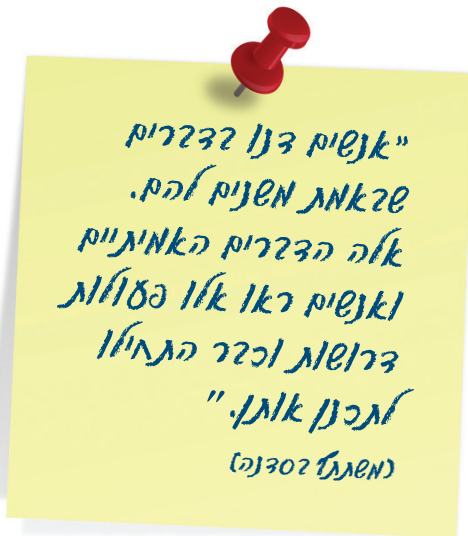 "אנשים דנו בדברים
שבאמת משנים להם.
אלה הדברים האמיתיים
ואנשים ראו אלו פעולות
דרושות וכבר התחילו
לתכנן אותן."
(משתתף בסדנה)